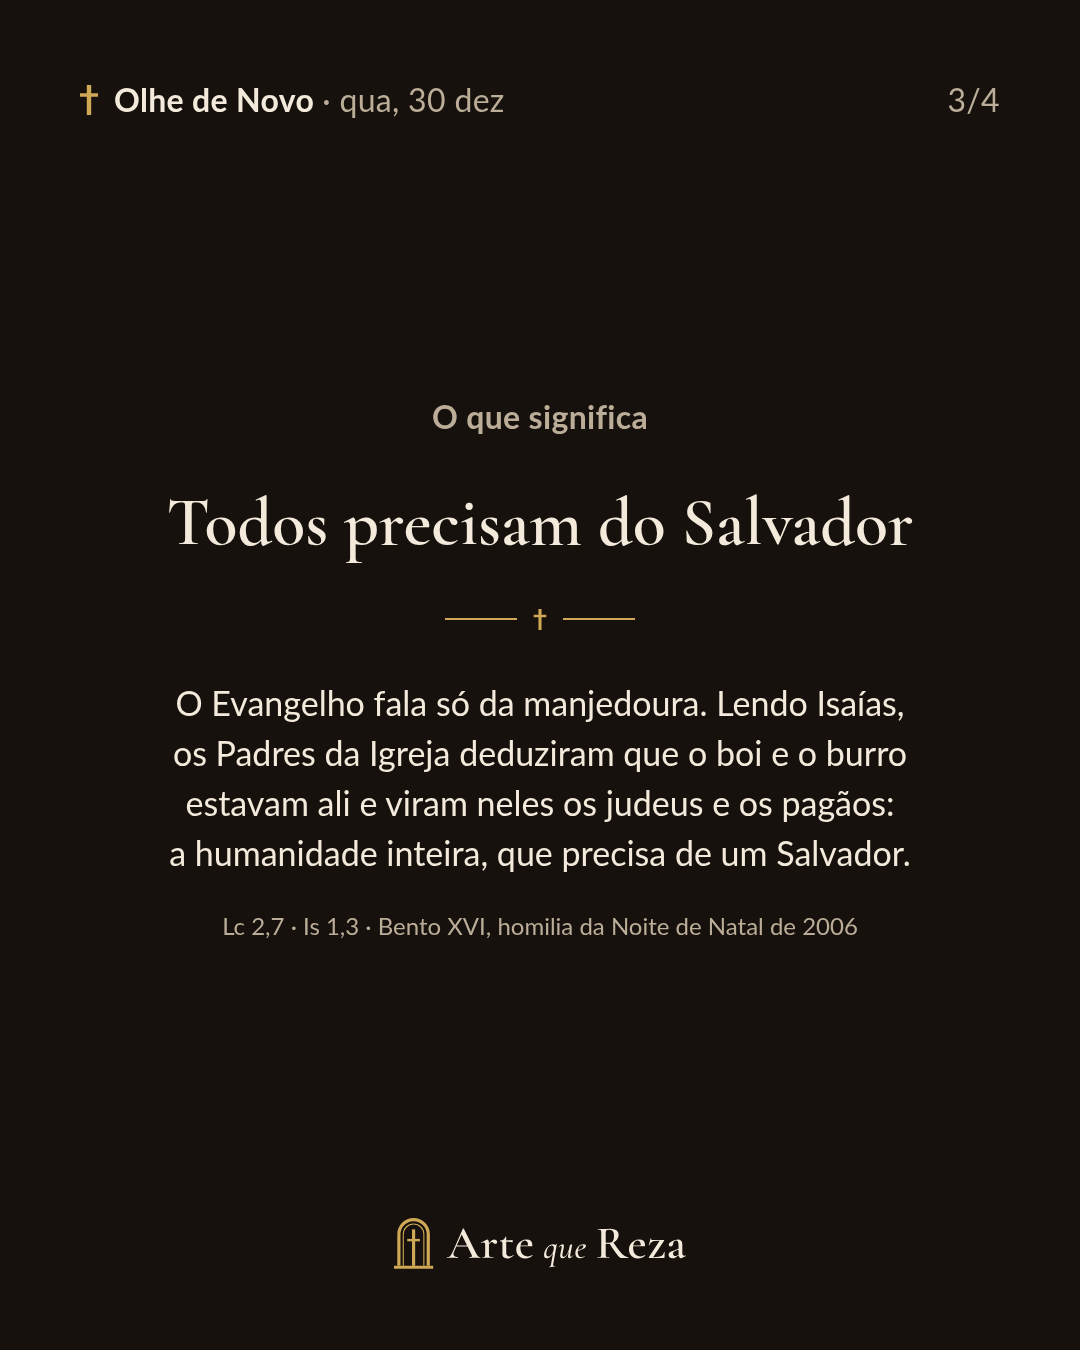 ✝ Olhe de Novo · qua, 30 dez
3/4
O que significa
Todos precisam do Salvador
O Evangelho fala só da manjedoura. Lendo Isaías,
os Padres da Igreja deduziram que o boi e o burro
estavam ali e viram neles os judeus e os pagãos:
a humanidade inteira, que precisa de um Salvador.
Lc 2,7 · Is 1,3 · Bento XVI, homilia da Noite de Natal de 2006
Arte que Reza